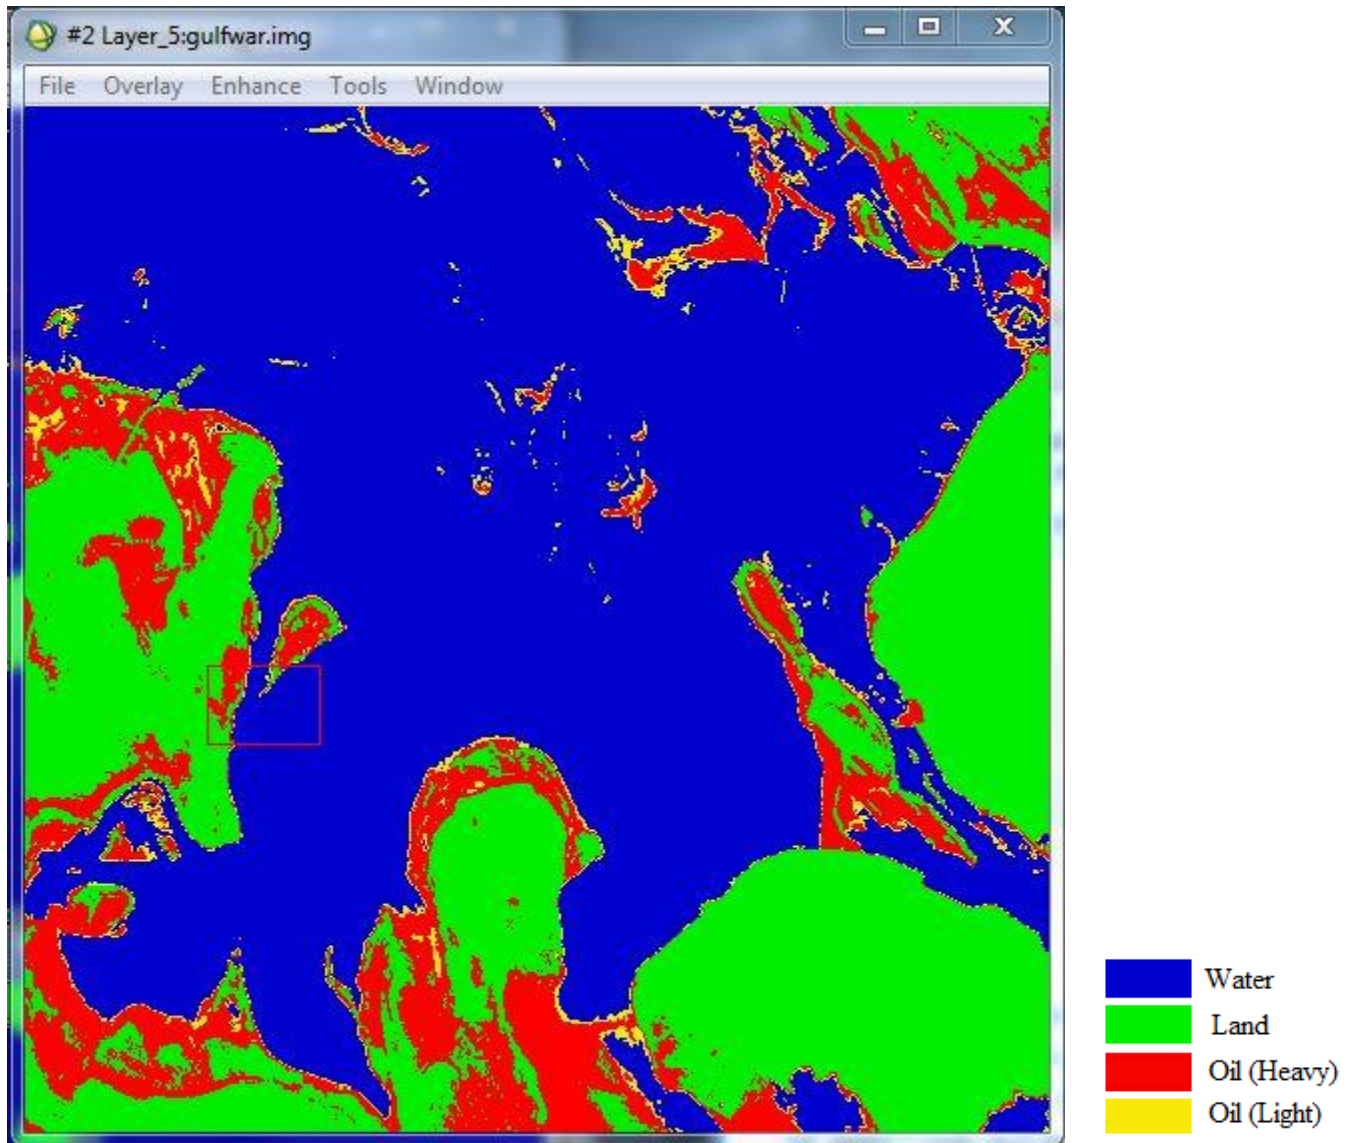 #2 Layer_5:gulfwar.img
File Overlay Enhance Tools Window
Water
Land
Oil (Heavy)
Oil (Light)